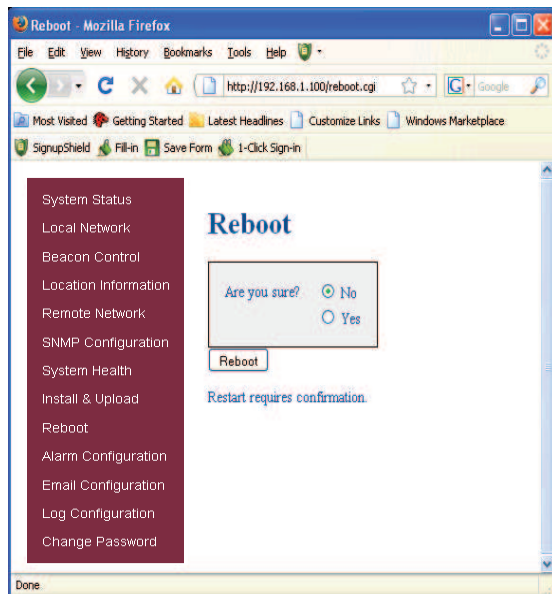 Reboot - Mozilla Firefox
File Edit View History Bookmarks Tools Help
http://192.168.1.100/reboot.cgi G Google
Most Visited Getting Started Latest Headlines Customize Links Windows Marketplace
SignupShield Fill-in Save Form 1-Click Sign-in
System Status
Local Network
Beacon Control
Location Information
Remote Network
SNMP Configuration
System Health
Install & Upload
Reboot
Alarm Configuration
Email Configuration
Log Configuration
Change Password
Reboot
Are you sure? No
Yes
Reboot
Restart requires confirmation.
Done